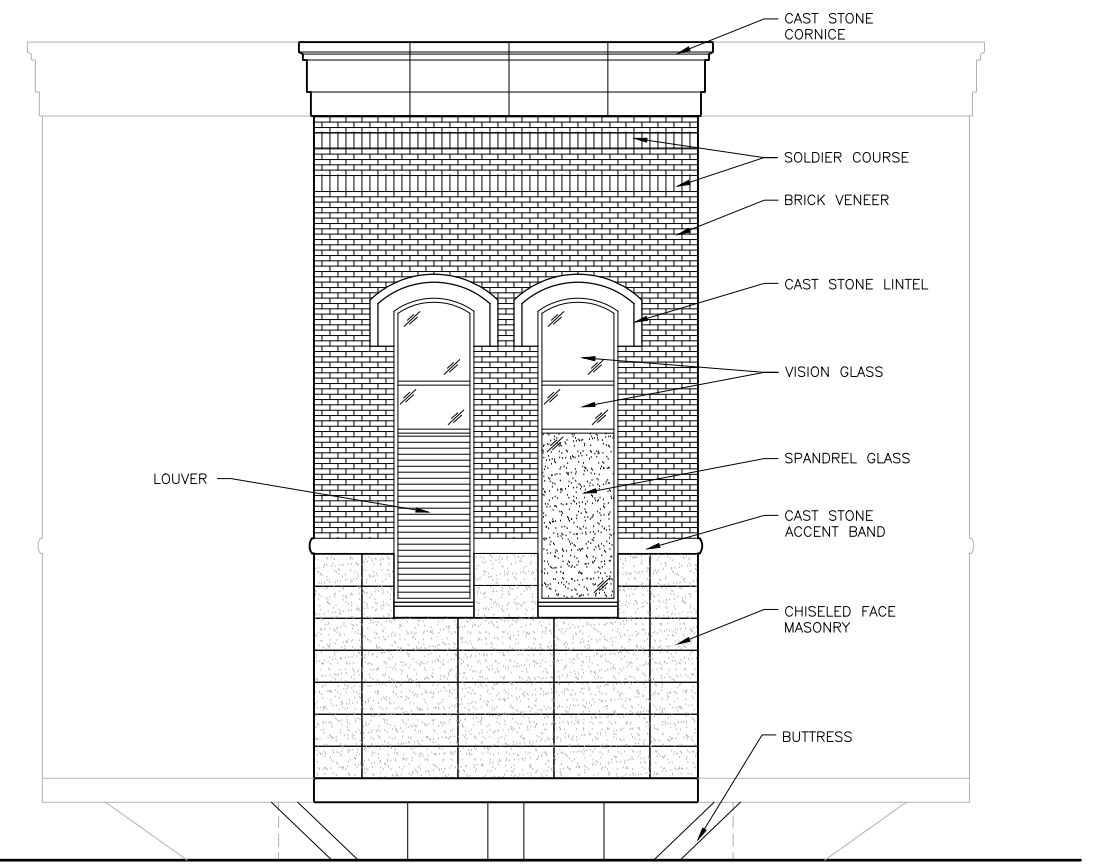 CAST STONE
CORNICE
SOLDIER COURSE
BRICK VENEER
CAST STONE LINTEL
VISION GLASS
SPANDREL GLASS
LOUVER
CAST STONE
ACCENT BAND
CHISELED FACE
MASONRY
BUTTRESS